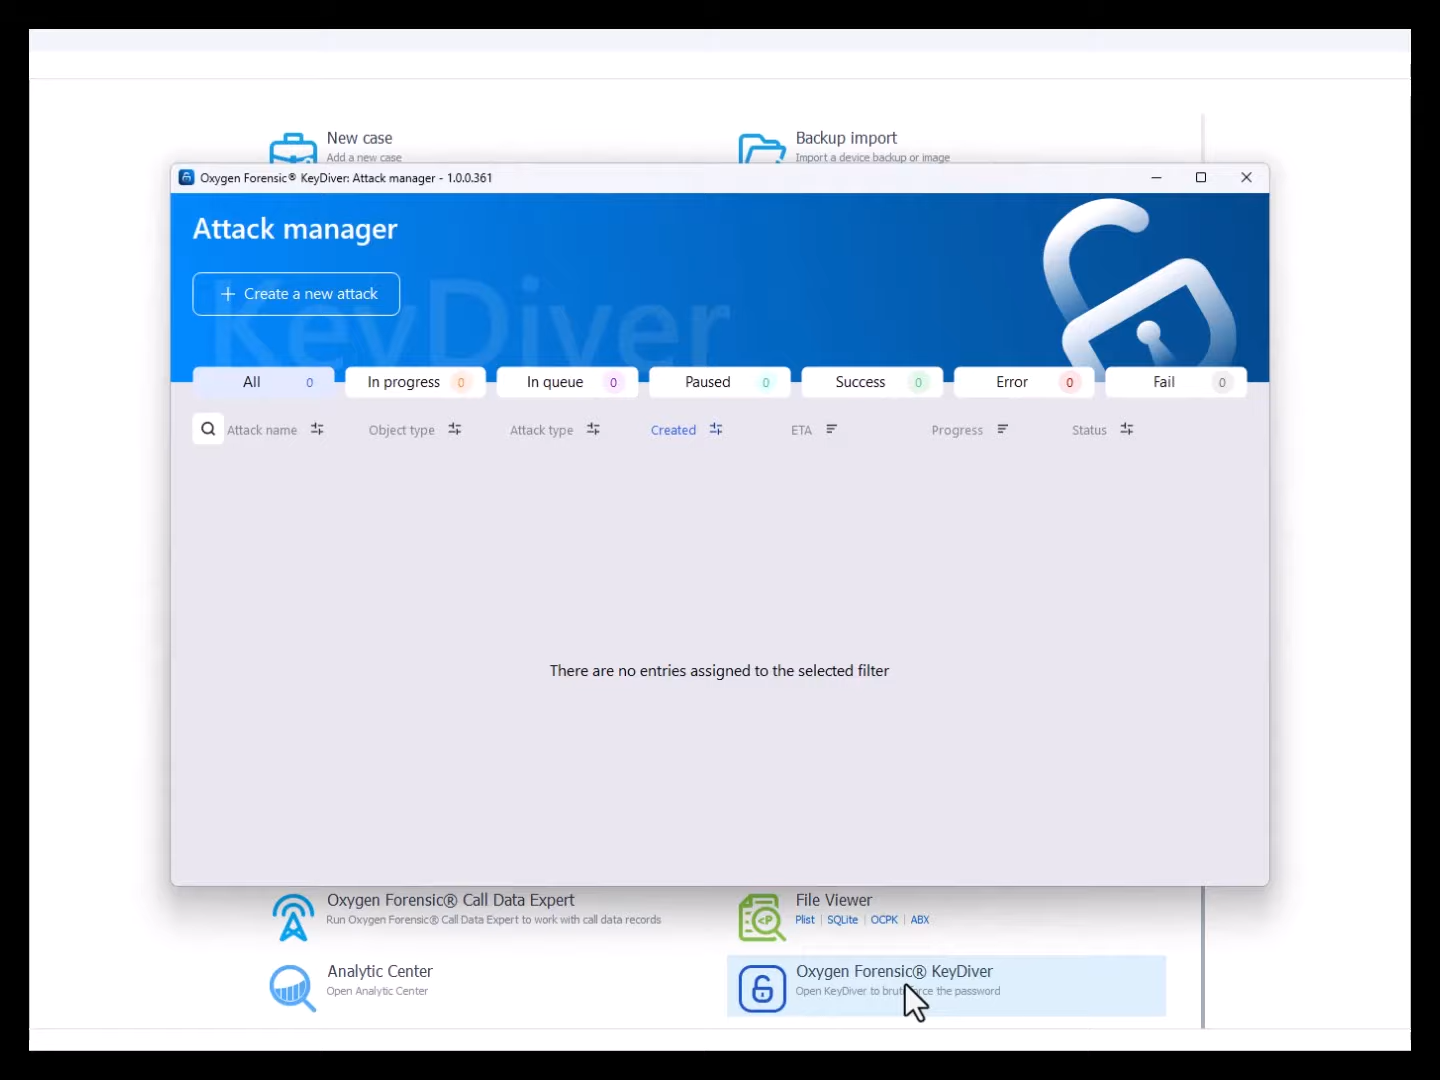 New case
Add a new case
Backup import
Import a device backup or image
Oxygen Forensic® KeyDiver: Attack manager - 1.0.0.361
Attack manager
KeyDiver
+ Create a new attack
All 0
In progress 0
In queue 0
Paused 0
Success 0
Error 0
Fail 0
Attack name
Object type
Attack type
Created
ETA
Progress
Status
There are no entries assigned to the selected filter
Oxygen Forensic® Call Data Expert
Run Oxygen Forensic® Call Data Expert to work with call data records
File Viewer
Plist | SQLite | OCPK | ABX
Analytic Center
Open Analytic Center
Oxygen Forensic® KeyDiver
Open KeyDiver to brute force the password